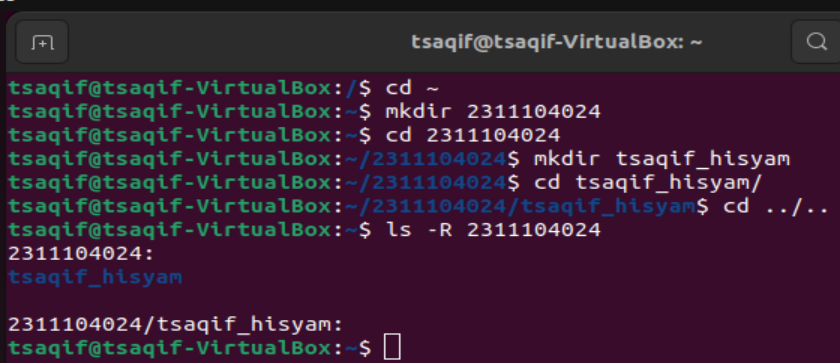 tsaqif@tsaqif-VirtualBox: ~
tsaqif@tsaqif-VirtualBox:/$ cd ~
tsaqif@tsaqif-VirtualBox:~$ mkdir 2311104024
tsaqif@tsaqif-VirtualBox:~$ cd 2311104024
tsaqif@tsaqif-VirtualBox:~/2311104024$ mkdir tsaqif_hisyam
tsaqif@tsaqif-VirtualBox:~/2311104024$ cd tsaqif_hisyam/
tsaqif@tsaqif-VirtualBox:~/2311104024/tsaqif_hisyam$ cd ../..
tsaqif@tsaqif-VirtualBox:~$ ls -R 2311104024
2311104024:
tsaqif_hisyam

2311104024/tsaqif_hisyam:
tsaqif@tsaqif-VirtualBox:~$